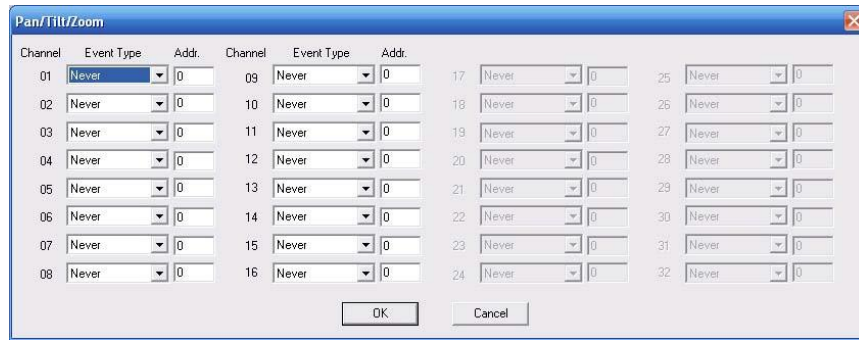 Pan/Tilt/Zoom
Channel Event Type Addr. Channel Event Type Addr.
01 Never 0 09 Never 0 17 Never 0 25 Never 0
02 Never 0 10 Never 0 18 Never 0 26 Never 0
03 Never 0 11 Never 0 19 Never 0 27 Never 0
04 Never 0 12 Never 0 20 Never 0 28 Never 0
05 Never 0 13 Never 0 21 Never 0 29 Never 0
06 Never 0 14 Never 0 22 Never 0 30 Never 0
07 Never 0 15 Never 0 23 Never 0 31 Never 0
08 Never 0 16 Never 0 24 Never 0 32 Never 0
OK Cancel